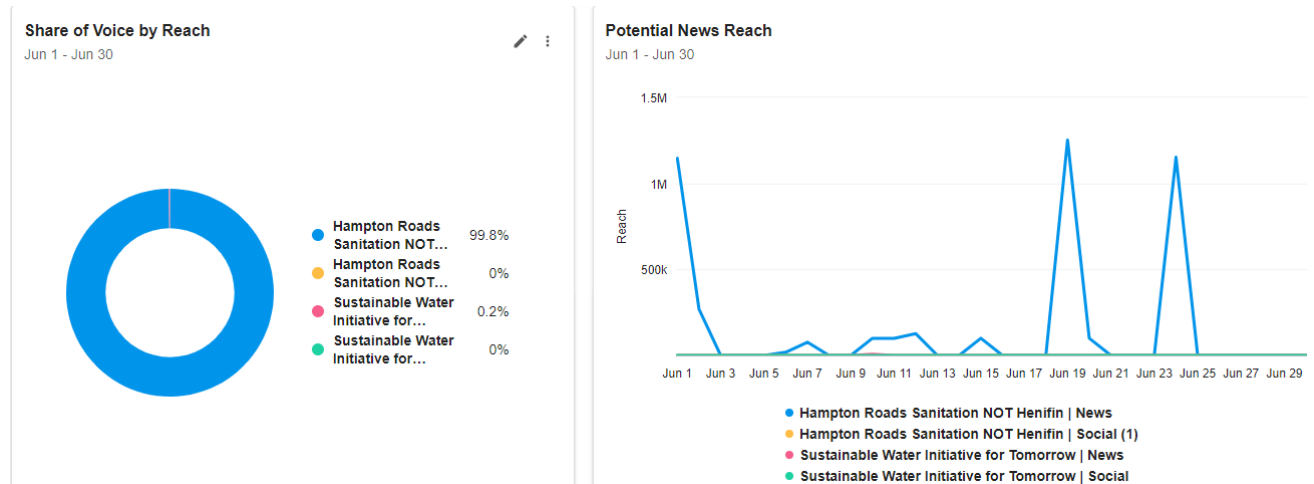 Share of Voice by Reach
Jun 1 - Jun 30
Hampton Roads
Sanitation NOT...
99.8%
Hampton Roads
Sanitation NOT...
0%
Sustainable Water
Initiative for...
0.2%
Sustainable Water
Initiative for...
0%
Potential News Reach
Jun 1 - Jun 30
1.5M
1M
500k
Reach
Jun 1 Jun 3 Jun 5 Jun 7 Jun 9 Jun 11 Jun 13 Jun 15 Jun 17 Jun 19 Jun 21 Jun 23 Jun 25 Jun 27 Jun 29
Hampton Roads Sanitation NOT Henifin | News
Hampton Roads Sanitation NOT Henifin | Social (1)
Sustainable Water Initiative for Tomorrow | News
Sustainable Water Initiative for Tomorrow | Social